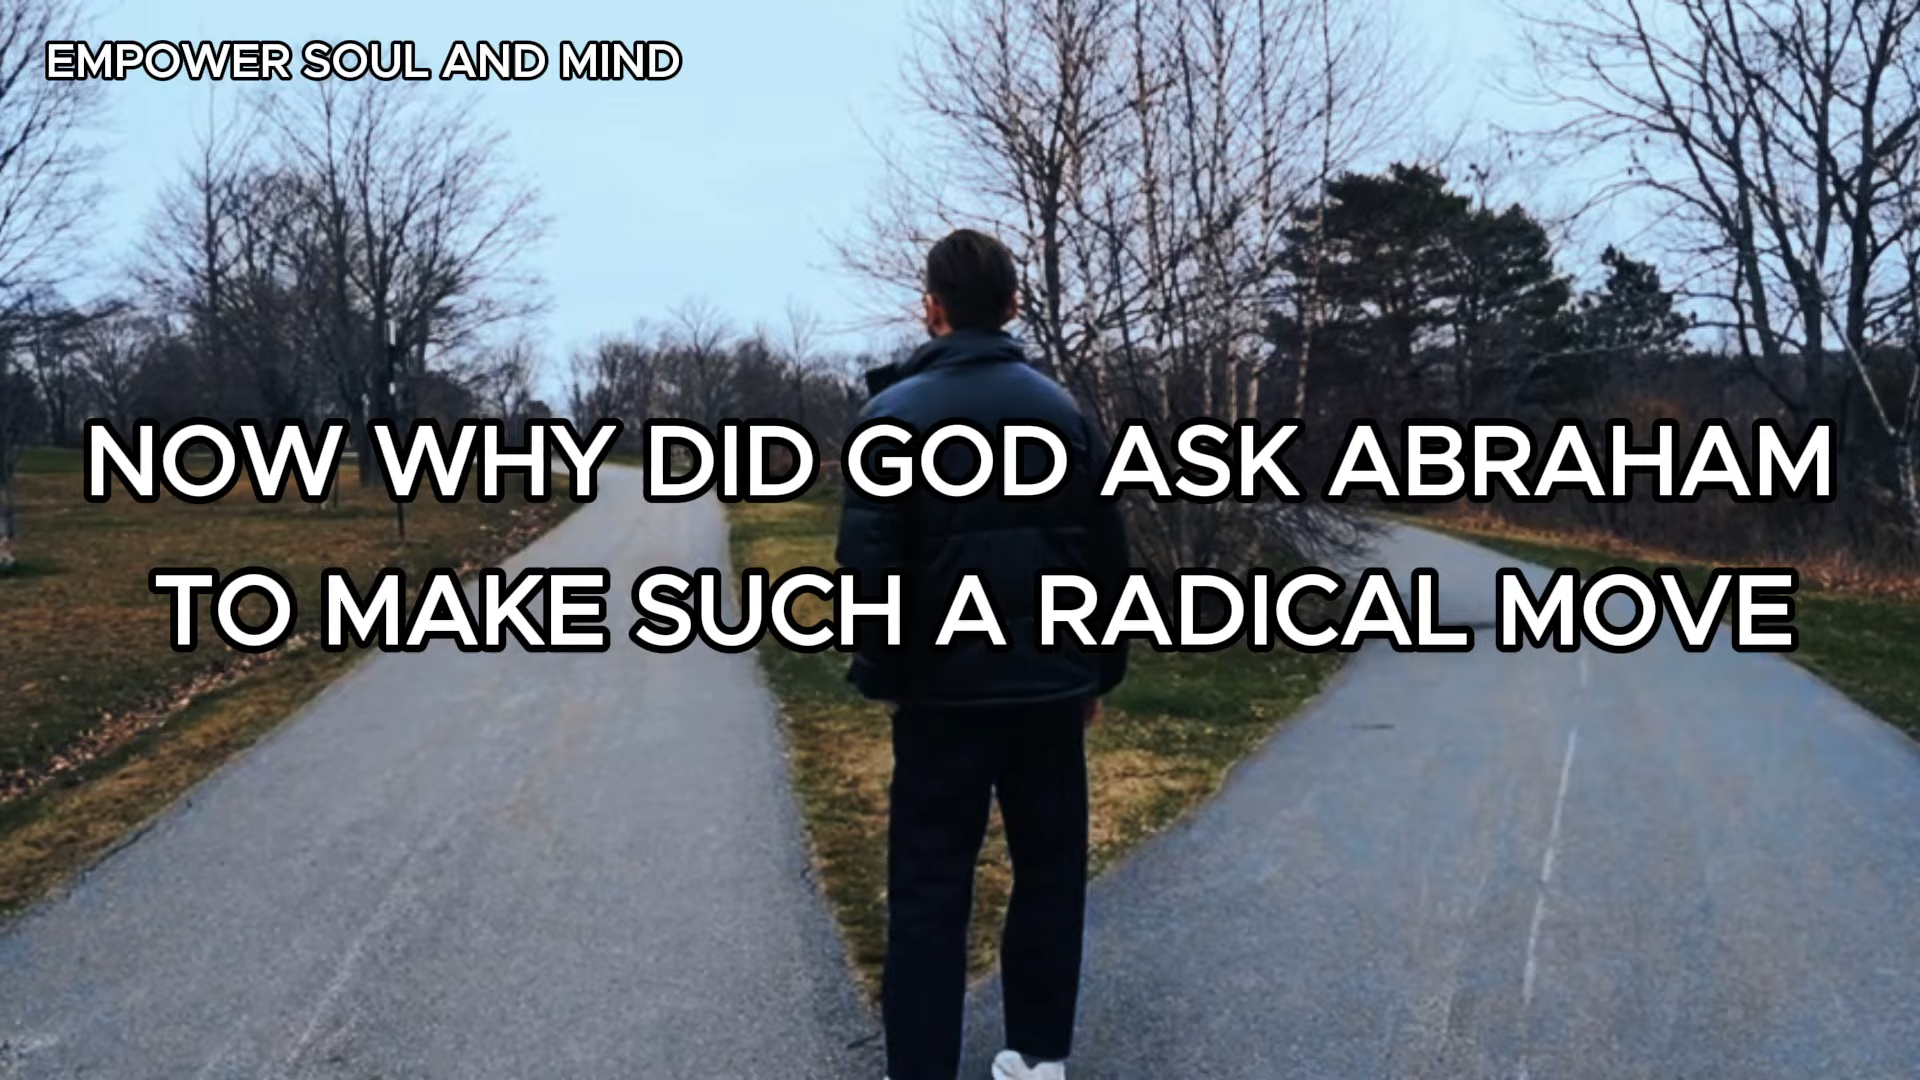 EMPOWER SOUL AND MIND
NOW WHY DID GOD ASK ABRAHAM
TO MAKE SUCH A RADICAL MOVE